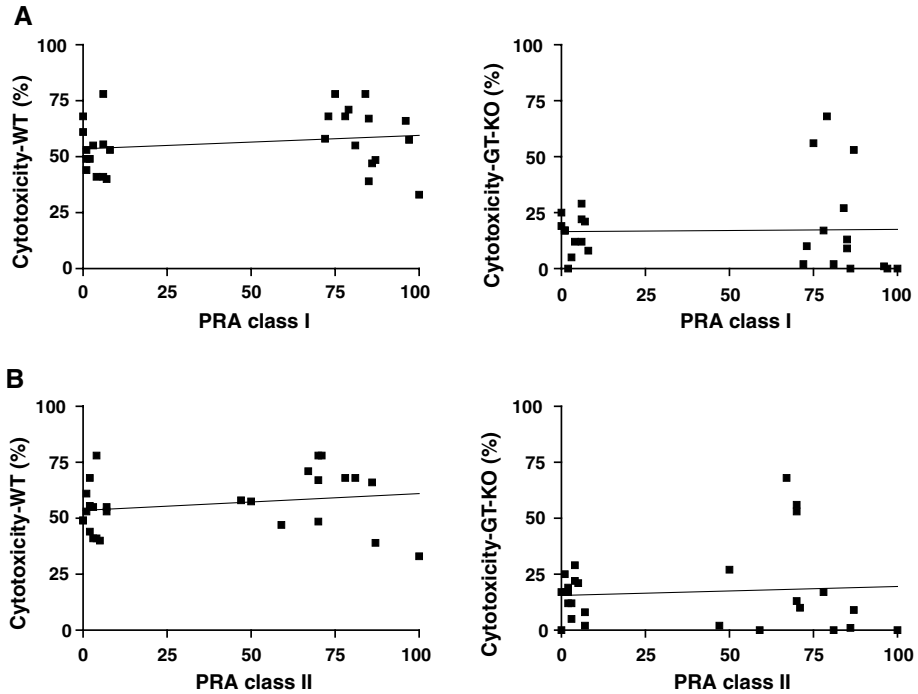 A
Cytotoxicity-WT (%)
100
75
50
25
0
0 25 50 75 100
PRA class I
Cytotoxicity-GT-KO (%)
100
75
50
25
0
0 25 50 75 100
PRA class I
B
Cytotoxicity-WT (%)
100
75
50
25
0
0 25 50 75 100
PRA class II
Cytotoxicity-GT-KO (%)
100
75
50
25
0
0 25 50 75 100
PRA class II